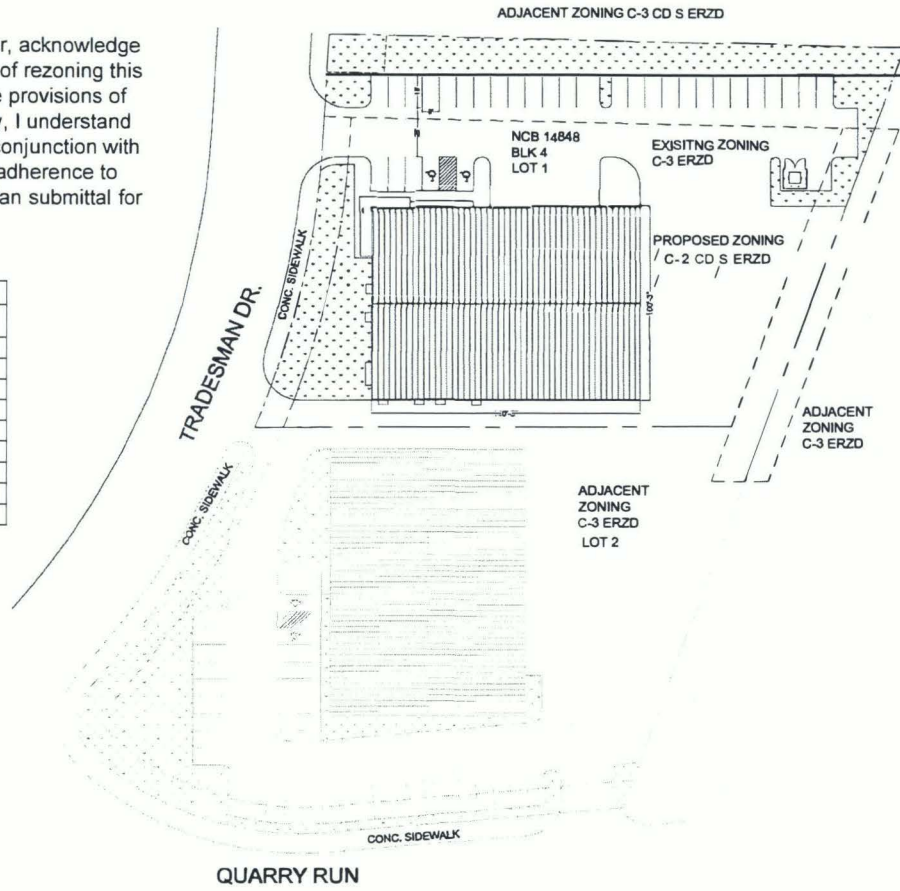 ADJACENT ZONING C-3 CD S ERZD
r, acknowledge
of rezoning this
e provisions of
, I understand
conjunction with
adherence to
an submittal for
NCB 14848
BLK 4
LOT 1
EXISITNG ZONING
C-3 ERZD
PROPOSED ZONING
C-2 CD S ERZD
CONC. SIDEWALK
TRADESMAN DR.
ADJACENT
ZONING
C-3 ERZD
CONC. SIDEWALK
ADJACENT
ZONING
C-3 ERZD
LOT 2
CONC. SIDEWALK
QUARRY RUN